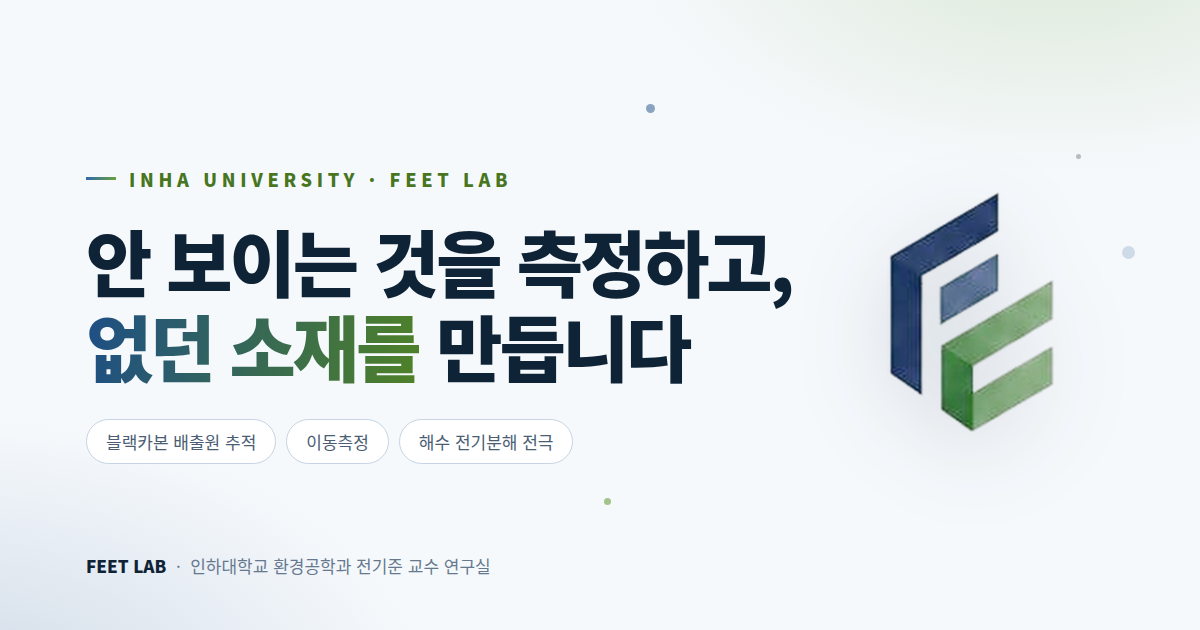 INHA UNIVERSITY · FEET LAB
안 보이는 것을 측정하고,
없던 소재를 만듭니다
블랙카본 배출원 추적 이동측정 해수 전기분해 전극
FEET LAB · 인하대학교 환경공학과 전기준 교수 연구실